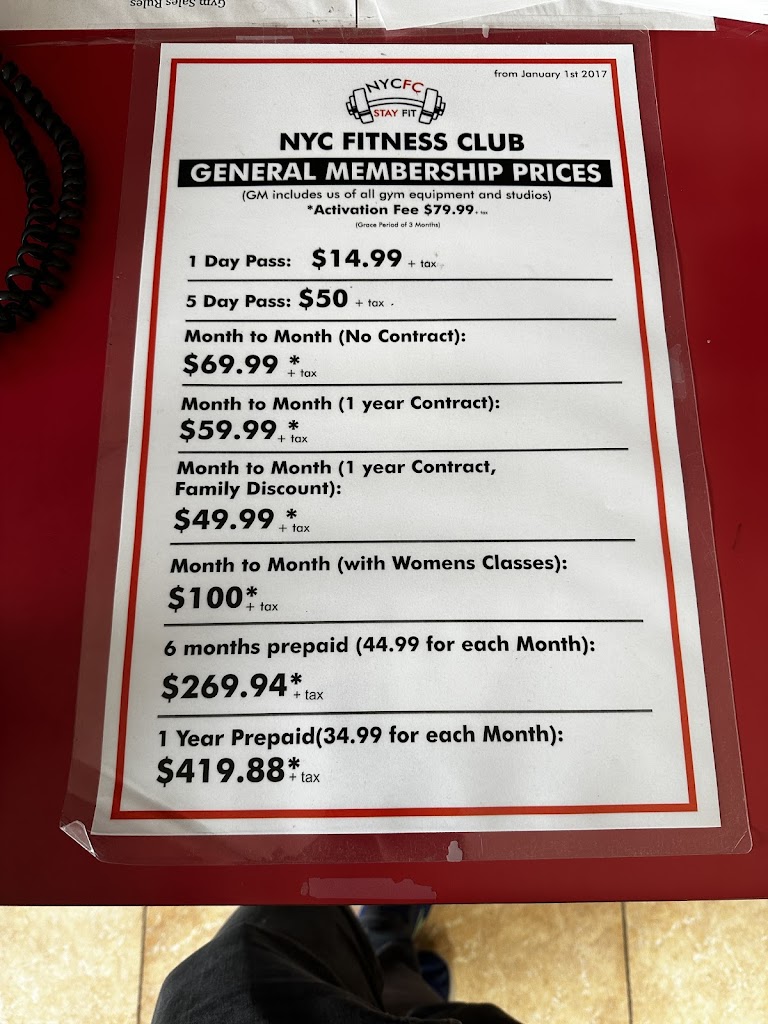 Gym Sales Rules
from January 1st 2017
NYCFC
STAY FIT
NYC FITNESS CLUB
GENERAL MEMBERSHIP PRICES
(GM includes us of all gym equipment and studios)
*Activation Fee $79.99 + tax
(Grace Period of 3 Months)
1 Day Pass: $14.99 + tax
5 Day Pass: $50 + tax
Month to Month (No Contract):
$69.99 * + tax
Month to Month (1 year Contract):
$59.99 * + tax
Month to Month (1 year Contract,
Family Discount):
$49.99 * + tax
Month to Month (with Womens Classes):
$100* + tax
6 months prepaid (44.99 for each Month):
$269.94* + tax
1 Year Prepaid(34.99 for each Month):
$419.88* + tax